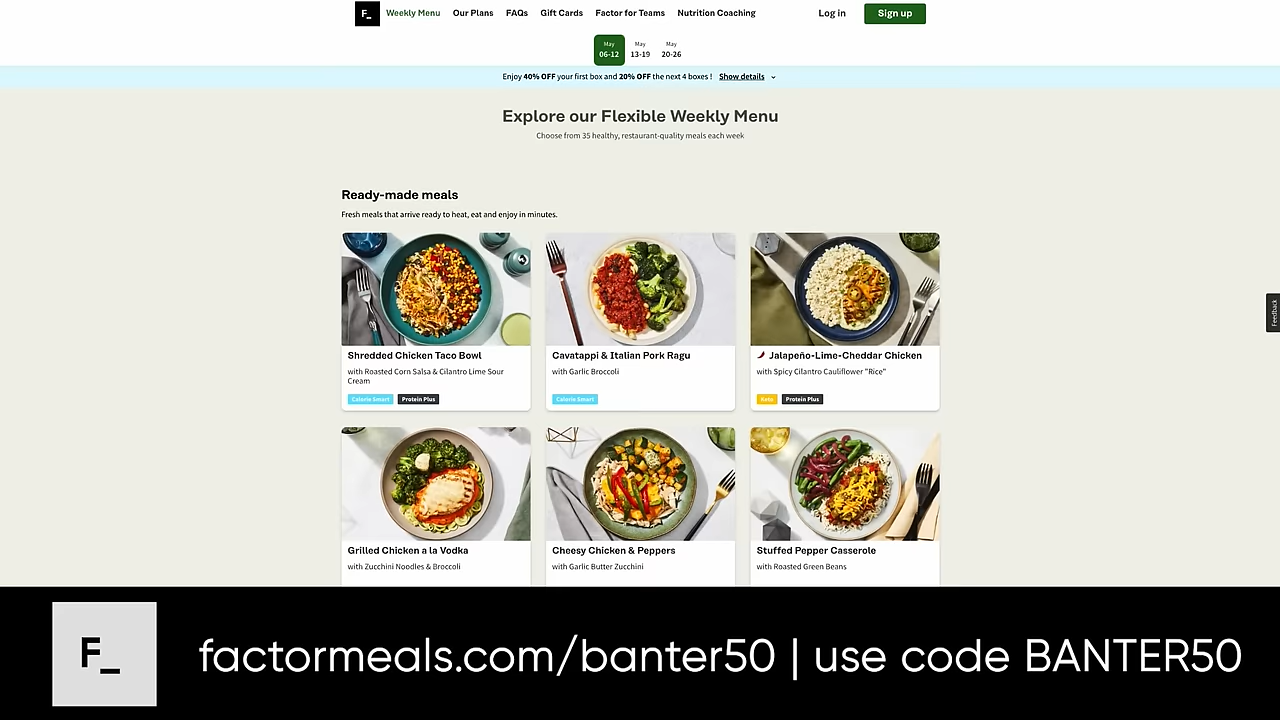 F_
Weekly Menu
Our Plans
FAQs
Gift Cards
Factor for Teams
Nutrition Coaching
Log in
Sign up
May
06-12
May
13-19
May
20-26
Enjoy 40% OFF your first box and 20% OFF the next 4 boxes ! Show details
Explore our Flexible Weekly Menu
Choose from 35 healthy, restaurant-quality meals each week
Ready-made meals
Fresh meals that arrive ready to heat, eat and enjoy in minutes.
Shredded Chicken Taco Bowl
with Roasted Corn Salsa & Cilantro Lime Sour
Cream
Calorie Smart
Protein Plus
Cavatappi & Italian Pork Ragu
with Garlic Broccoli
Calorie Smart
Jalapeño-Lime-Cheddar Chicken
with Spicy Cilantro Cauliflower "Rice"
Keto
Protein Plus
Grilled Chicken a la Vodka
with Zucchini Noodles & Broccoli
Cheesy Chicken & Peppers
with Garlic Butter Zucchini
Stuffed Pepper Casserole
with Roasted Green Beans
Feedback
F_
factormeals.com/banter50 | use code BANTER50